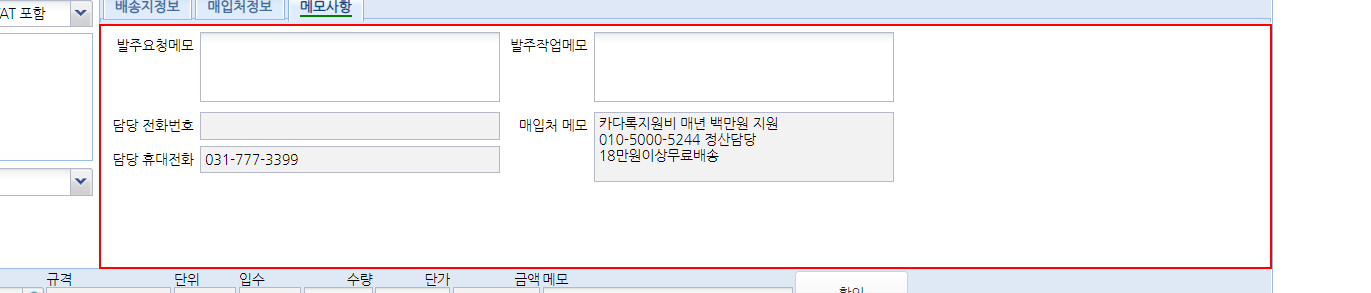 VAT 포함
배송지정보 매입처정보 메모사항
발주요청메모 발주작업메모
담당 전화번호 매입처 메모 카다록지원비 매년 백만원 지원
010-5000-5244 정산담당
담당 휴대전화 031-777-3399 18만원이상무료배송
규격 단위 입수 수량 단가 금액 메모
확인